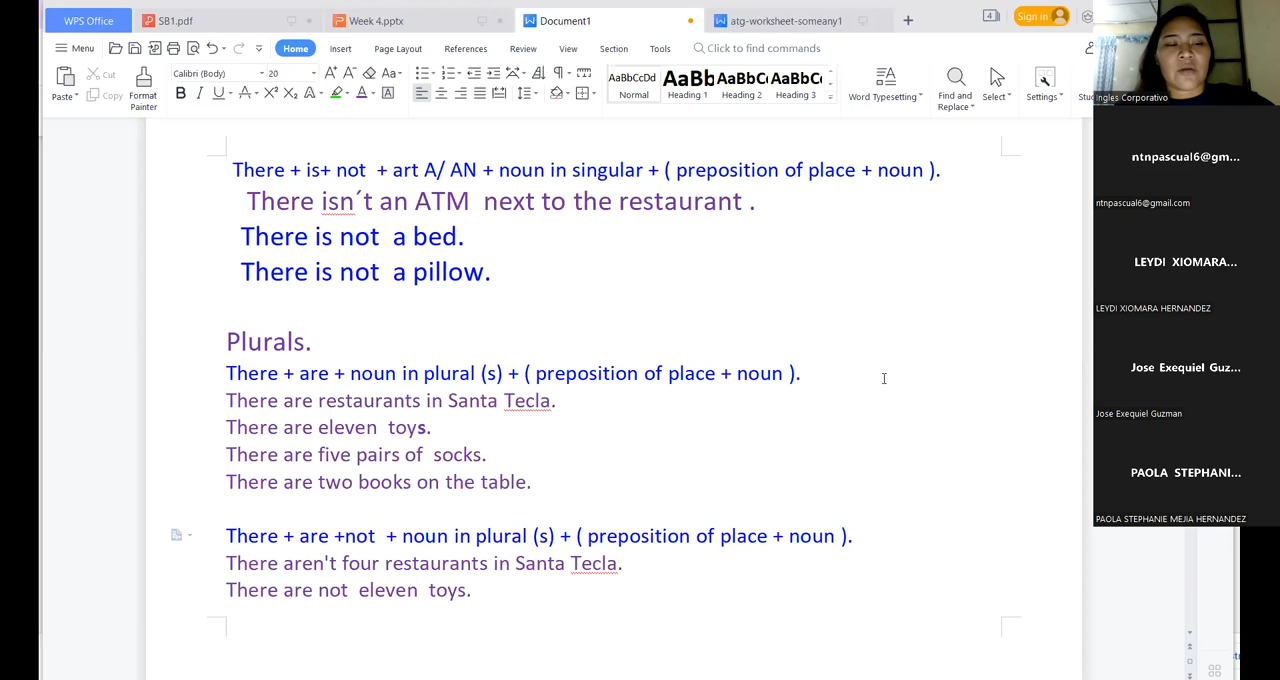 WPS Office
SB1.pdf
Week 4.pptx
Document1
atg-worksheet-someany1
+
4
Sign in
Menu
Home
Insert
Page Layout
References
Review
View
Section
Tools
Click to find commands
Paste
Cut
Copy
Format
Painter
Calibri (Body)
20
AaBbCcDd
Normal
AaBb
Heading 1
AaBbC
Heading 2
AaBbC
Heading 3
Word Typesetting
Find and
Replace
Select
Settings
Ingles Corporativo
There + is+ not + art A/ AN + noun in singular + ( preposition of place + noun ).
There isn´t an ATM next to the restaurant .
There is not a bed.
There is not a pillow.
Plurals.
There + are + noun in plural (s) + ( preposition of place + noun ).
There are restaurants in Santa Tecla.
There are eleven toys.
There are five pairs of socks.
There are two books on the table.
There + are +not + noun in plural (s) + ( preposition of place + noun ).
There aren't four restaurants in Santa Tecla.
There are not eleven toys.
ntnpascual6@gm...
ntnpascual6@gmail.com
LEYDI XIOMARA...
LEYDI XIOMARA HERNANDEZ
Jose Exequiel Guz...
Jose Exequiel Guzman
PAOLA STEPHANI...
PAOLA STEPHANIE MEJIA HERNANDEZ